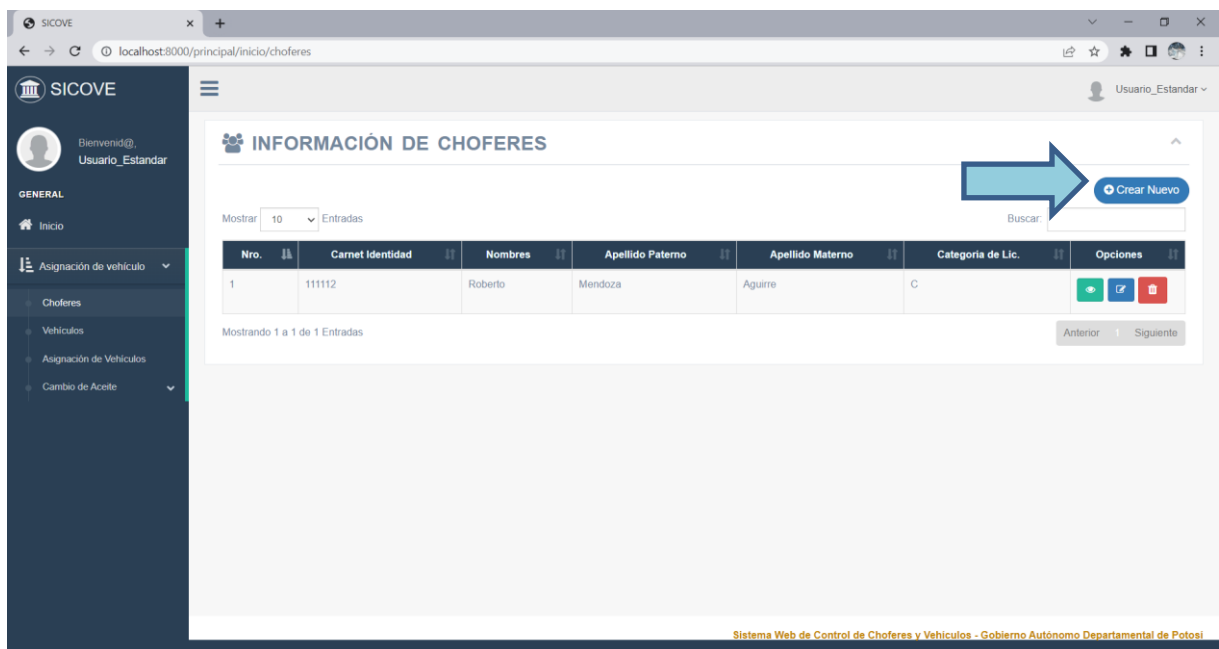 SICOVE
localhost:8000/principal/inicio/choferes
SICOVE
Usuario_Estandar
Bienvenid@,
Usuario_Estandar
GENERAL
Inicio
Asignación de vehículo
Choferes
Vehículos
Asignación de Vehículos
Cambio de Aceite
INFORMACIÓN DE CHOFERES
Crear Nuevo
Mostrar 10 Entradas
Buscar:
Nro. Carnet Identidad Nombres Apellido Paterno Apellido Materno Categoria de Lic. Opciones
1 111112 Roberto Mendoza Aguirre C
Mostrando 1 a 1 de 1 Entradas
Anterior 1 Siguiente
Sistema Web de Control de Choferes y Vehículos - Gobierno Autónomo Departamental de Potosí